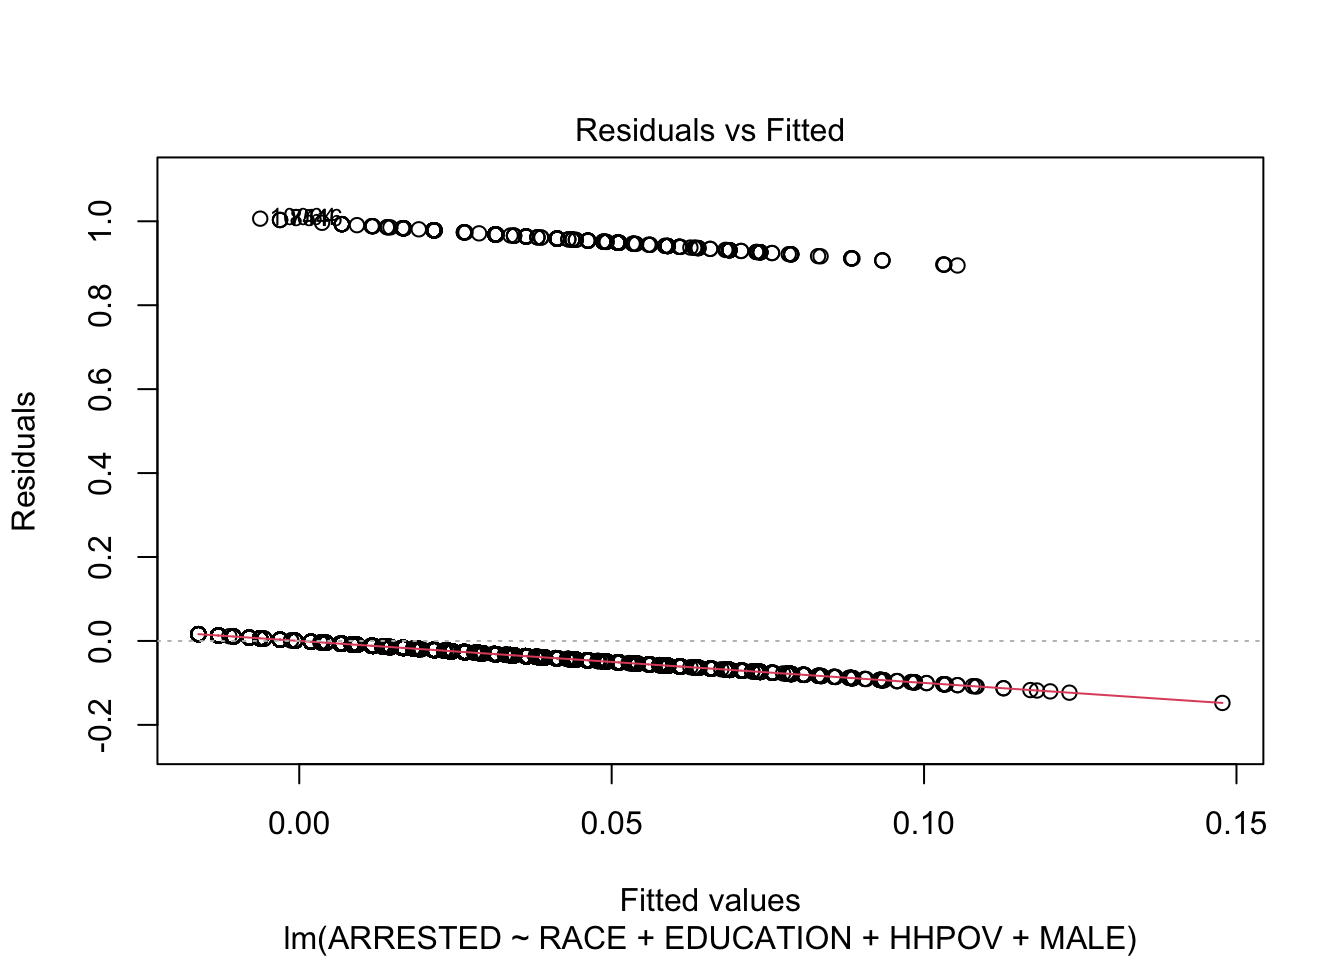 Residuals vs Fitted
Residuals
1.0
0.8
0.6
0.4
0.2
0.0
-0.2
0.00 0.05 0.10 0.15
Fitted values
lm(ARRESTED ~ RACE + EDUCATION + HHPOV + MALE)